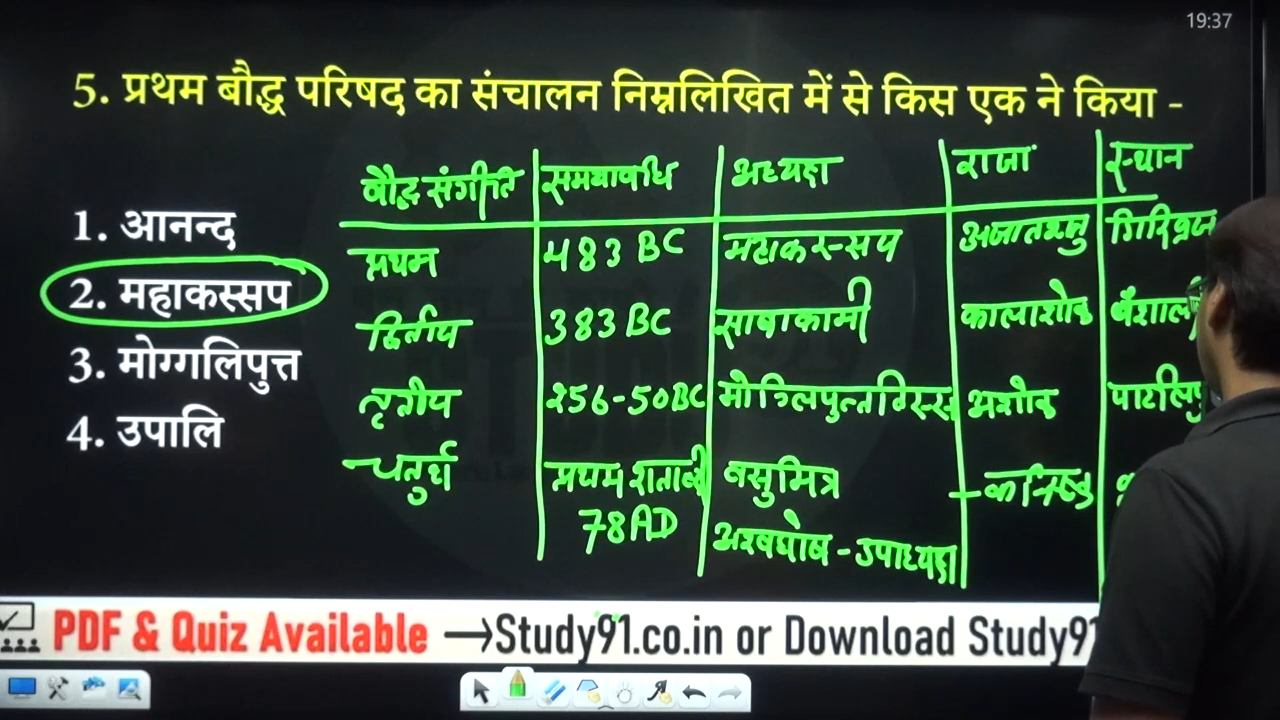 19:37
5. प्रथम बौद्ध परिषद का संचालन निम्नलिखित में से किस एक ने किया -
1. आनन्द
2. महाकस्सप
3. मोग्गलिपुत्त
4. उपालि
बौद्ध संगीति समयावधि अध्यक्ष राजा स्थान
प्रथम 483 BC महाकस्सप अजातशत्रु गिरिव्रज
द्वितीय 383 BC साबाकामी कालाशोक
तृतीय 256-50BC अशोक
चतुर्थ प्रथम शताब्दी वसुमित्र - कनिष्क
78AD अश्वघोष - उपाध्यक्ष
PDF & Quiz Available →Study91.co.in or Download Study91